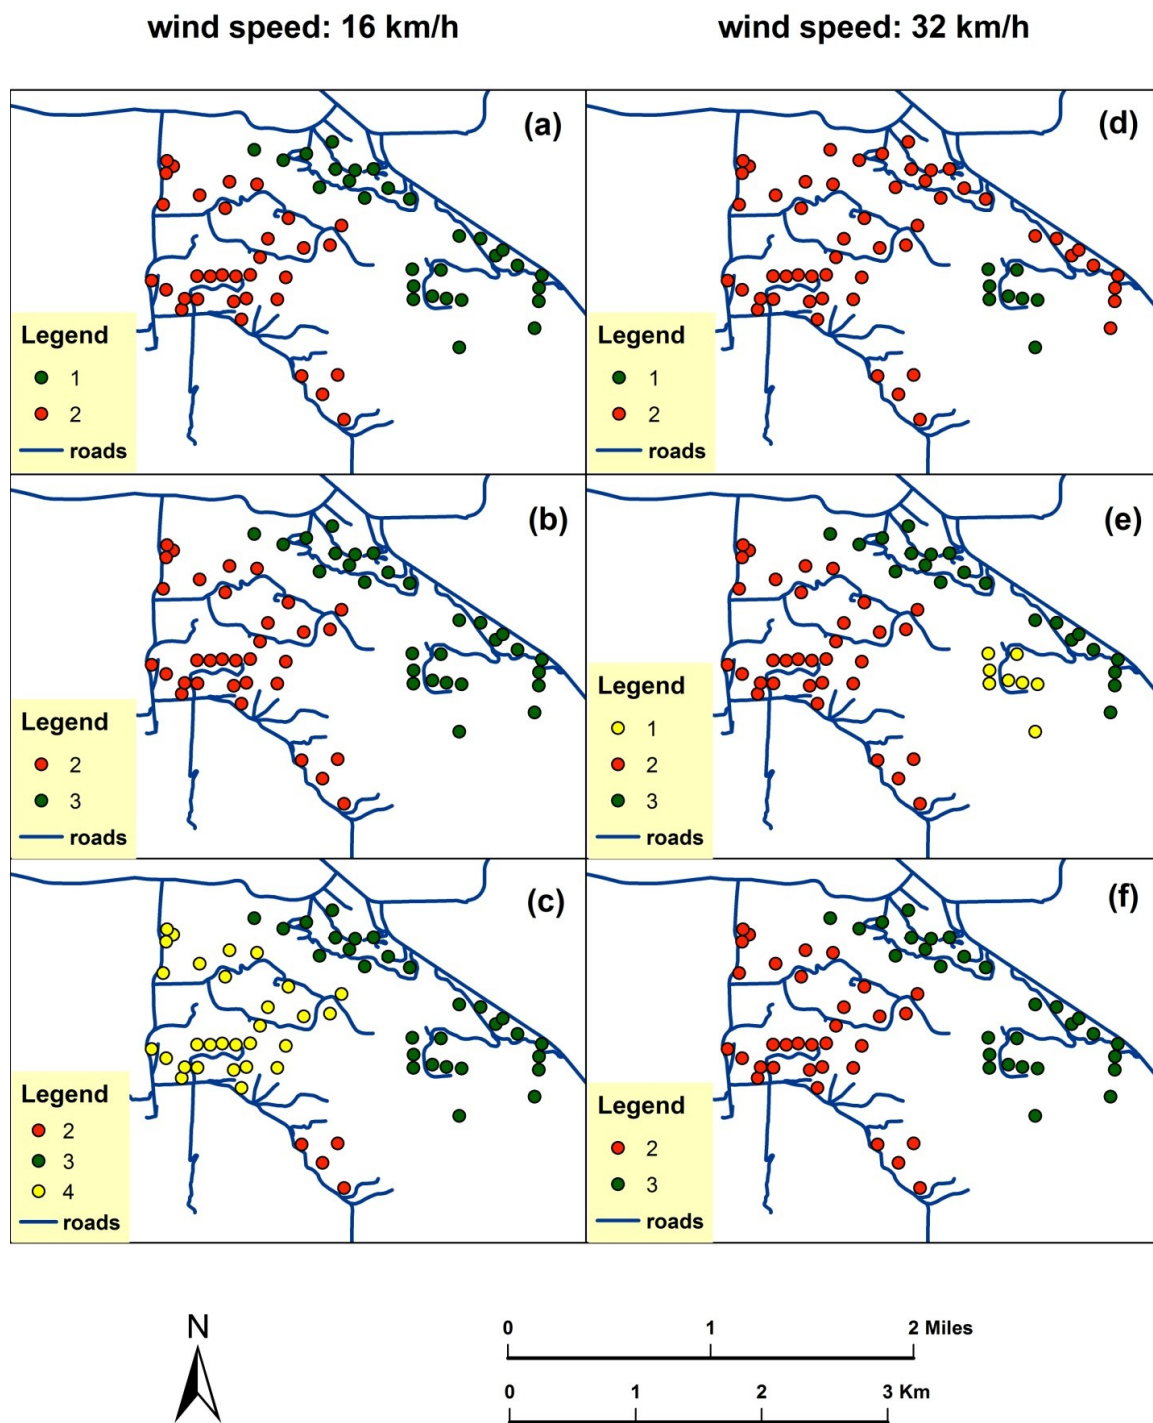 wind speed: 16 km/h
wind speed: 32 km/h
(a)
Legend
1
2
roads
(d)
Legend
1
2
roads
(b)
Legend
2
3
roads
(e)
Legend
1
2
3
roads
(c)
Legend
2
3
4
roads
(f)
Legend
2
3
roads
N
0 1 2 Miles
0 1 2 3 Km